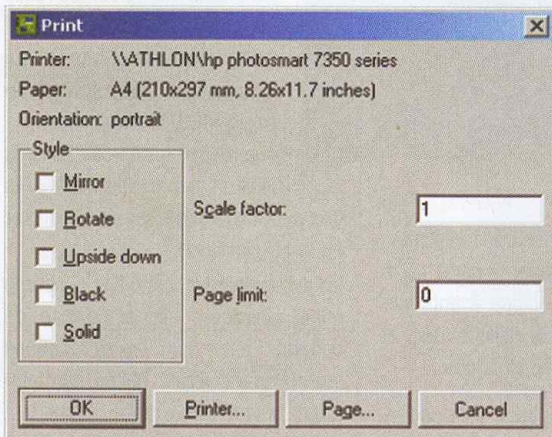 Print
Printer: \\ATHLON\hp photosmart 7350 series
Paper: A4 (210x297 mm, 8.26x11.7 inches)
Orientation: portrait
Style
Mirror
Rotate
Upside down
Black
Solid
Scale factor: 1
Page limit: 0
OK Printer... Page... Cancel